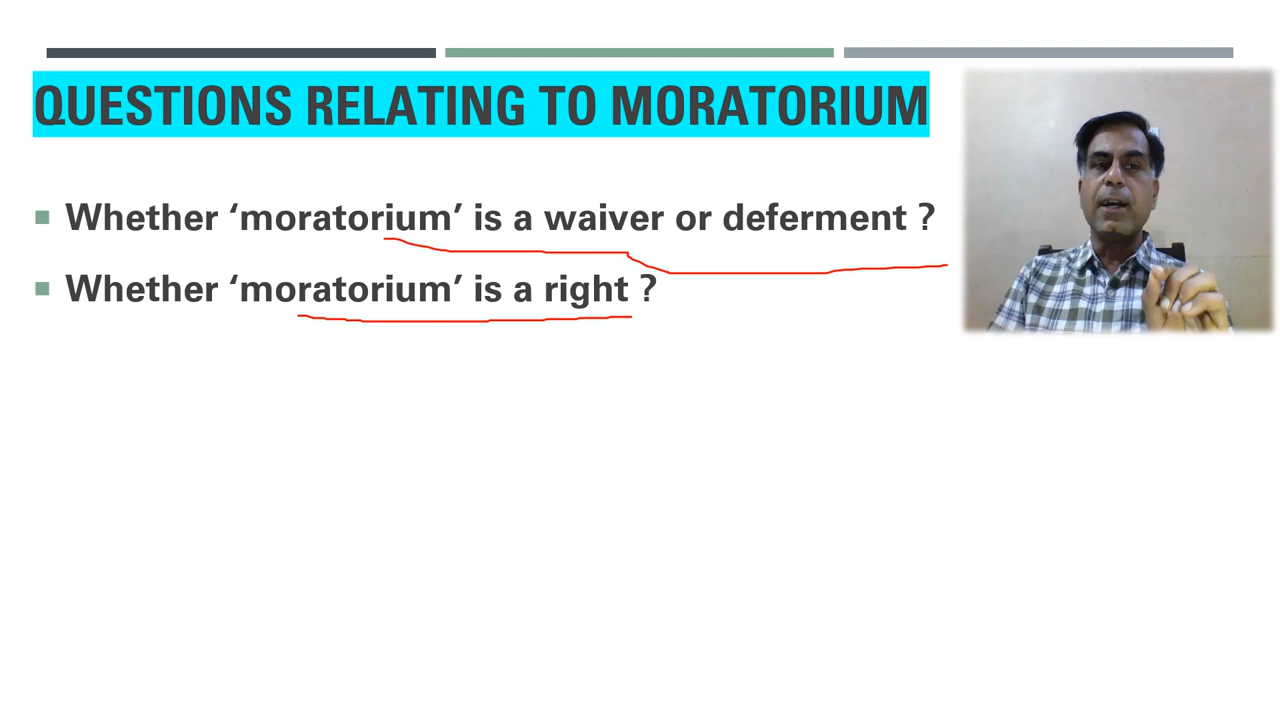 QUESTIONS RELATING TO MORATORIUM
Whether ‘moratorium’ is a waiver or deferment ?
Whether ‘moratorium’ is a right ?